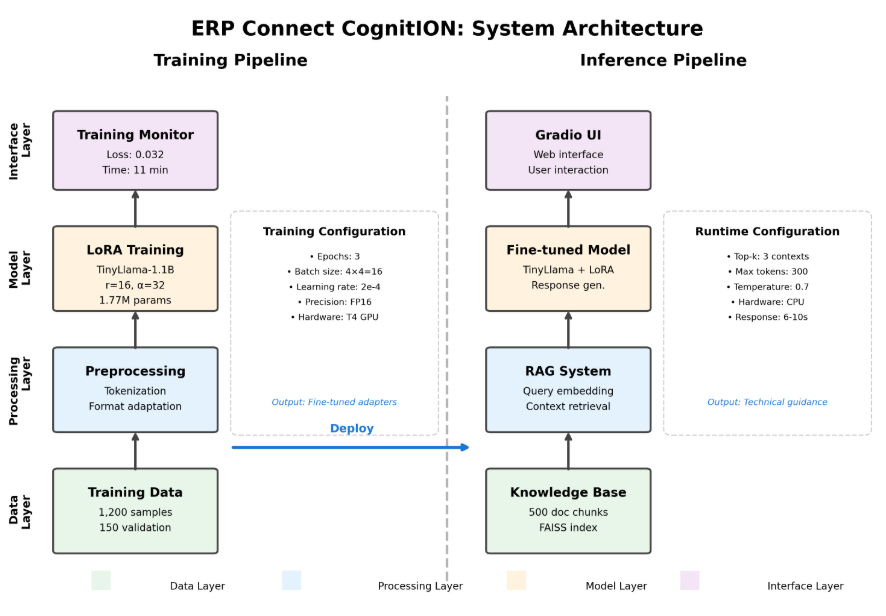 ERP Connect CognitION: System Architecture
Training Pipeline
Inference Pipeline
Interface
Layer
Training Monitor
Loss: 0.032
Time: 11 min
Gradio UI
Web interface
User interaction
Model
Layer
LoRA Training
TinyLlama-1.1B
r=16, α=32
1.77M params
Training Configuration
• Epochs: 3
• Batch size: 4×4=16
• Learning rate: 2e-4
• Precision: FP16
• Hardware: T4 GPU
Output: Fine-tuned adapters
Fine-tuned Model
TinyLlama + LoRA
Response gen.
Runtime Configuration
• Top-k: 3 contexts
• Max tokens: 300
• Temperature: 0.7
• Hardware: CPU
• Response: 6-10s
Output: Technical guidance
Processing
Layer
Preprocessing
Tokenization
Format adaptation
Deploy
RAG System
Query embedding
Context retrieval
Data
Layer
Training Data
1,200 samples
150 validation
Knowledge Base
500 doc chunks
FAISS index
Data Layer
Processing Layer
Model Layer
Interface Layer